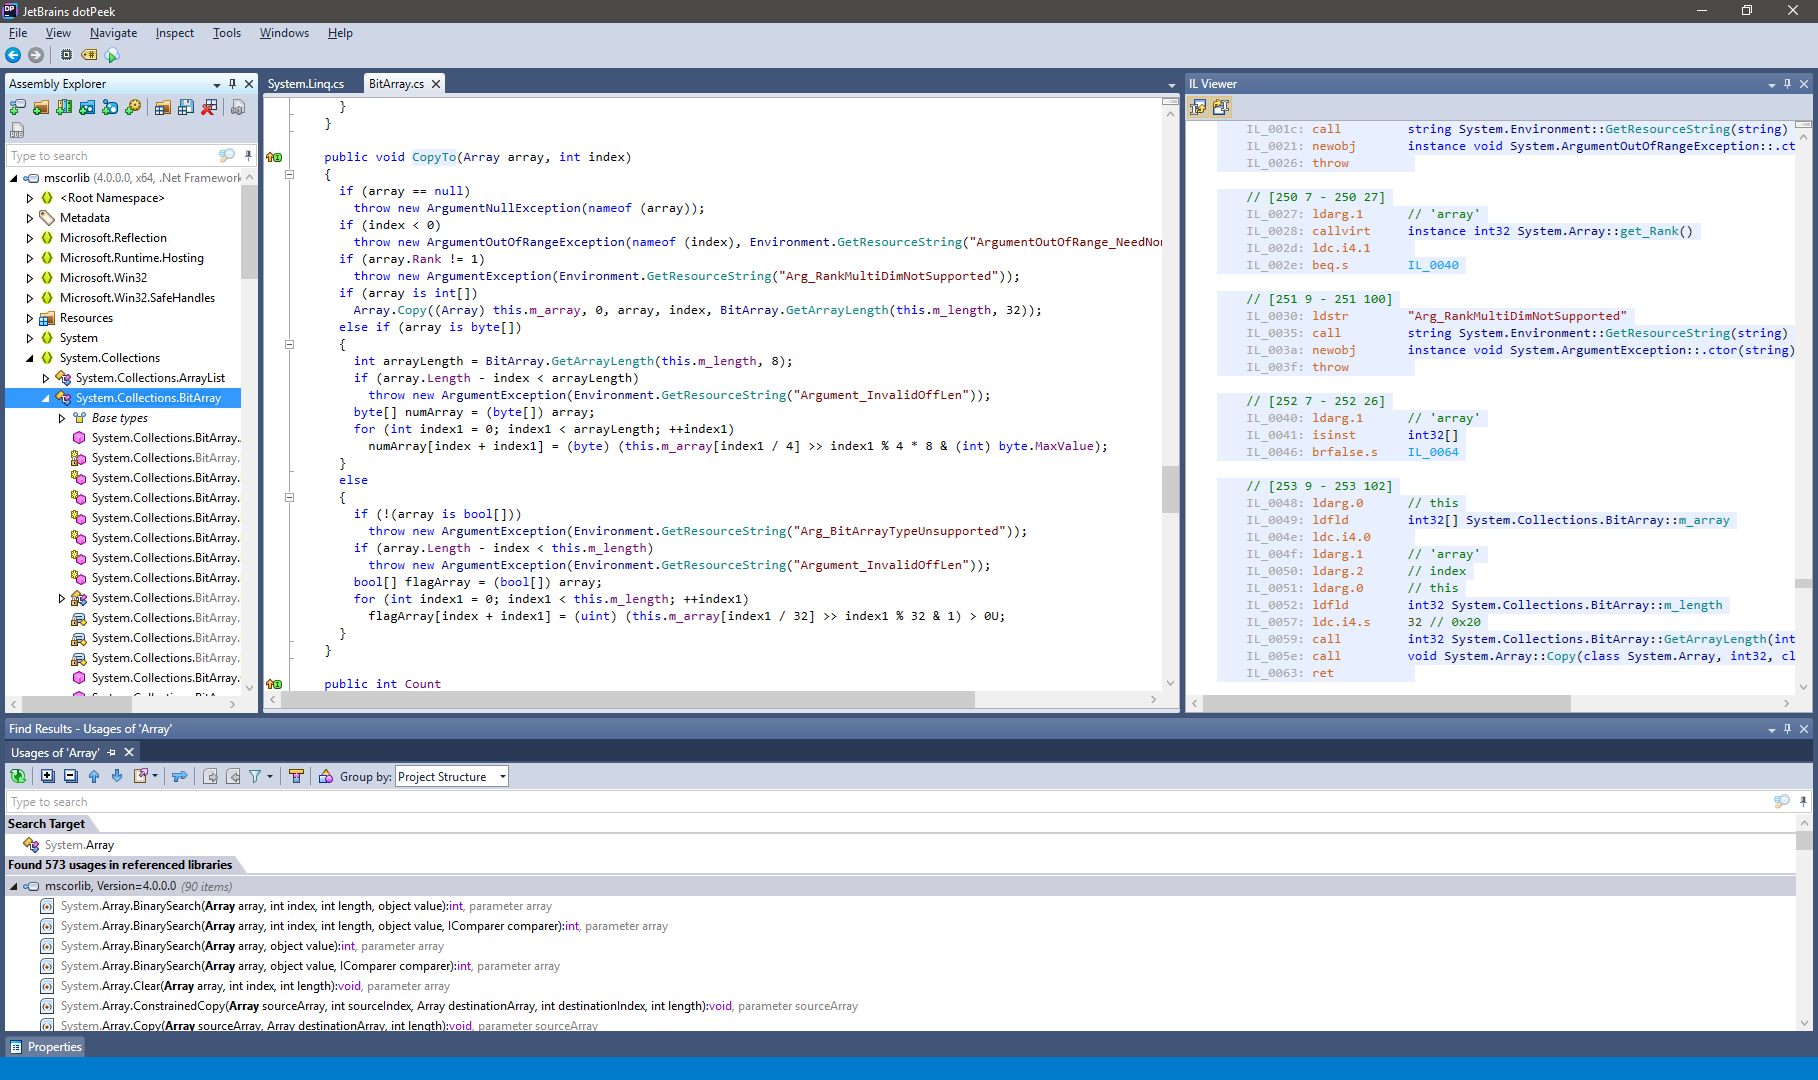 JetBrains dotPeek
File View Navigate Inspect Tools Windows Help
Assembly Explorer
Type to search
mscorlib (4.0.0.0, x64, .Net Framework
<Root Namespace>
Metadata
Microsoft.Reflection
Microsoft.Runtime.Hosting
Microsoft.Win32
Microsoft.Win32.SafeHandles
Resources
System
System.Collections
System.Collections.ArrayList
System.Collections.BitArray
Base types
System.Collections.BitArray.
System.Collections.BitArray.
System.Collections.BitArray.
System.Collections.BitArray.
System.Collections.BitArray.
System.Collections.BitArray.
System.Collections.BitArray.
System.Collections.BitArray.
System.Collections.BitArray.
System.Collections.BitArray.
System.Collections.BitArray.
System.Collections.BitArray.
System.Collections.BitArray.
System.Linq.cs BitArray.cs
}
}
public void CopyTo(Array array, int index)
{
if (array == null)
throw new ArgumentNullException(nameof (array));
if (index < 0)
throw new ArgumentOutOfRangeException(nameof (index), Environment.GetResourceString("ArgumentOutOfRange_NeedNon
if (array.Rank != 1)
throw new ArgumentException(Environment.GetResourceString("Arg_RankMultiDimNotSupported"));
if (array is int[])
Array.Copy((Array) this.m_array, 0, array, index, BitArray.GetArrayLength(this.m_length, 32));
else if (array is byte[])
{
int arrayLength = BitArray.GetArrayLength(this.m_length, 8);
if (array.Length - index < arrayLength)
throw new ArgumentException(Environment.GetResourceString("Argument_InvalidOffLen"));
byte[] numArray = (byte[]) array;
for (int index1 = 0; index1 < arrayLength; ++index1)
numArray[index + index1] = (byte) (this.m_array[index1 / 4] >> index1 % 4 * 8 & (int) byte.MaxValue);
}
else
{
if (!(array is bool[]))
throw new ArgumentException(Environment.GetResourceString("Arg_BitArrayTypeUnsupported"));
if (array.Length - index < this.m_length)
throw new ArgumentException(Environment.GetResourceString("Argument_InvalidOffLen"));
bool[] flagArray = (bool[]) array;
for (int index1 = 0; index1 < this.m_length; ++index1)
flagArray[index + index1] = (uint) (this.m_array[index1 / 32] >> index1 % 32 & 1) > 0U;
}
}
public int Count
IL Viewer
IL_001c: call string System.Environment::GetResourceString(string)
IL_0021: newobj instance void System.ArgumentOutOfRangeException::.ct
IL_0026: throw
// [250 7 - 250 27]
IL_0027: ldarg.1 // 'array'
IL_0028: callvirt instance int32 System.Array::get_Rank()
IL_002d: ldc.i4.1
IL_002e: beq.s IL_0040
// [251 9 - 251 100]
IL_0030: ldstr "Arg_RankMultiDimNotSupported"
IL_0035: call string System.Environment::GetResourceString(string)
IL_003a: newobj instance void System.ArgumentException::.ctor(string)
IL_003f: throw
// [252 7 - 252 26]
IL_0040: ldarg.1 // 'array'
IL_0041: isinst int32[]
IL_0046: brfalse.s IL_0064
// [253 9 - 253 102]
IL_0048: ldarg.0 // this
IL_0049: ldfld int32[] System.Collections.BitArray::m_array
IL_004e: ldc.i4.0
IL_004f: ldarg.1 // 'array'
IL_0050: ldarg.2 // index
IL_0051: ldarg.0 // this
IL_0052: ldfld int32 System.Collections.BitArray::m_length
IL_0057: ldc.i4.s 32 // 0x20
IL_0059: call int32 System.Collections.BitArray::GetArrayLength(int
IL_005e: call void System.Array::Copy(class System.Array, int32, cl
IL_0063: ret
Find Results - Usages of 'Array'
Usages of 'Array'
Group by: Project Structure
Type to search
Search Target
System.Array
Found 573 usages in referenced libraries
mscorlib, Version=4.0.0.0 (90 items)
System.Array.BinarySearch(Array array, int index, int length, object value):int, parameter array
System.Array.BinarySearch(Array array, int index, int length, object value, IComparer comparer):int, parameter array
System.Array.BinarySearch(Array array, object value):int, parameter array
System.Array.BinarySearch(Array array, object value, IComparer comparer):int, parameter array
System.Array.Clear(Array array, int index, int length):void, parameter array
System.Array.ConstrainedCopy(Array sourceArray, int sourceIndex, Array destinationArray, int destinationIndex, int length):void, parameter sourceArray
System.Array.Copy(Array sourceArray, Array destinationArray, int length):void, parameter sourceArray
Properties